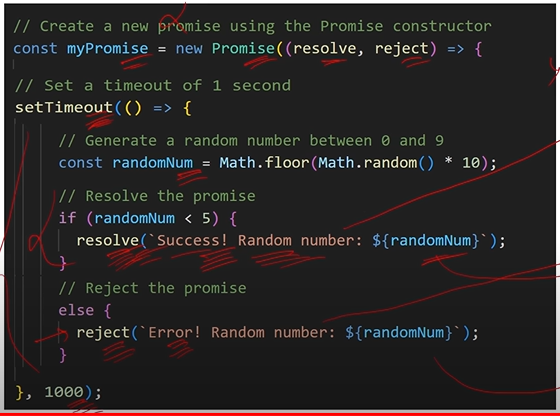 // Create a new promise using the Promise constructor
const myPromise = new Promise((resolve, reject) => {
// Set a timeout of 1 second
setTimeout(() => {
// Generate a random number between 0 and 9
const randomNum = Math.floor(Math.random() * 10);
// Resolve the promise
if (randomNum < 5) {
resolve(`Success! Random number: ${randomNum}`);
}
// Reject the promise
else {
reject(`Error! Random number: ${randomNum}`);
}
}, 1000);